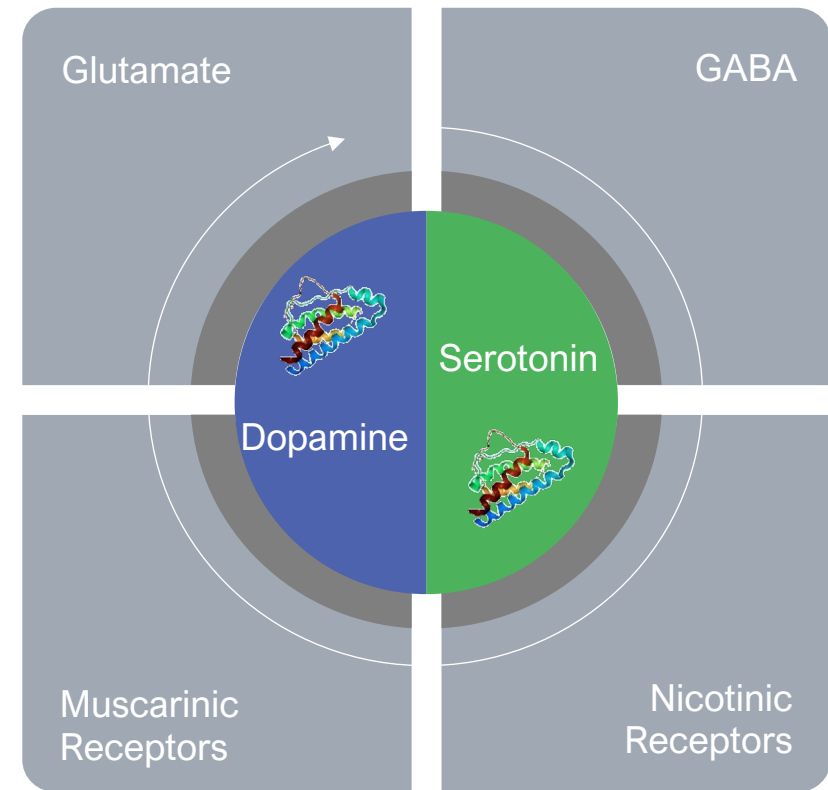 Glutamate
GABA
Serotonin
Dopamine
Muscarinic
Receptors
Nicotinic
Receptors